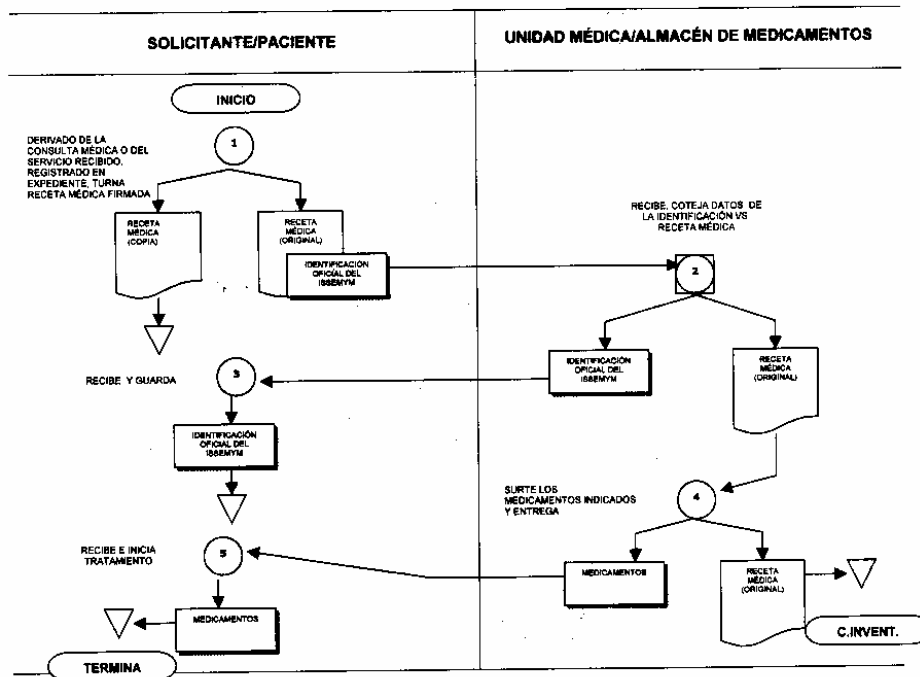 SOLICITANTE/PACIENTE
UNIDAD MÉDICA/ALMACÉN DE MEDICAMENTOS
INICIO
DERIVADO DE LA
CONSULTA MÉDICA O DEL
SERVICIO RECIBIDO,
REGISTRADO EN
EXPEDIENTE, TURNA
RECETA MÉDICA FIRMADA
1
RECETA
MÉDICA
(COPIA)
RECETA
MÉDICA
(ORIGINAL)
IDENTIFICACIÓN
OFICIAL DEL
ISSEMYM
RECIBE, COTEJA DATOS DE
LA IDENTIFICACIÓN VS
RECETA MÉDICA
2
IDENTIFICACIÓN
OFICIAL DEL
ISSEMYM
RECETA
MÉDICA
(ORIGINAL)
RECIBE Y GUARDA
3
IDENTIFICACIÓN
OFICIAL DEL
ISSEMYM
SURTE LOS
MEDICAMENTOS INDICADOS
Y ENTREGA
4
MEDICAMENTOS
RECETA
MÉDICA
(ORIGINAL)
C.INVENT.
RECIBE E INICIA
TRATAMIENTO
5
MEDICAMENTOS
TERMINA